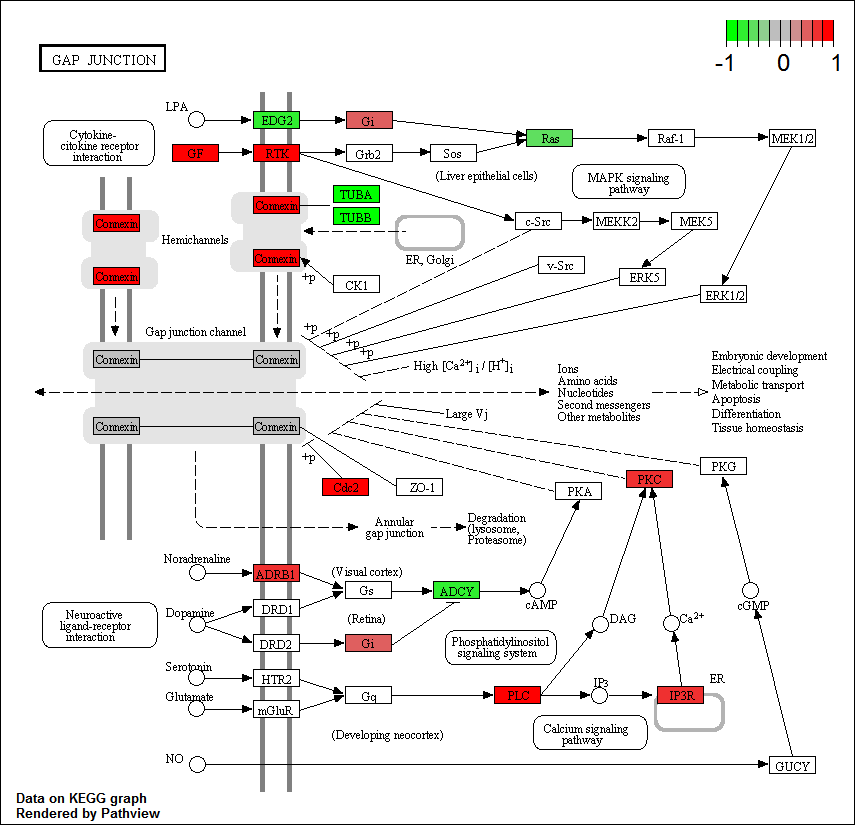 -1 0 1
GAP JUNCTION
LPA
EDG2
Gi
Cytokine-
citokine receptor
interaction
GF
RTK
Grb2
Sos
Ras
Raf-1
MEK1/2
(Liver epithelial cells)
MAPK signaling
pathway
TUBA
TUBB
Connexin
Connexin
Hemichannels
c-Src
MEKK2
MEK5
ER, Golgi
Connexin
Connexin
v-Src
ERK5
+p
CK1
ERK1/2
Gap junction channel
+p
+p
+p
+p
Connexin
Connexin
High [Ca2+]i / [H+]i
Ions
Amino acids
Nucleotides
Second messengers
Other metabolites
Embryonic development
Electrical coupling
Metabolic transport
Apoptosis
Differentiation
Tissue homeostasis
Large Vj
Connexin
Connexin
+p
Cdc2
ZO-1
PKA
PKC
PKG
Annular
gap junction
Degradation
(lysosome,
Proteasome)
Noradrenaline
ADRB1
(Visual cortex)
Gs
ADCY
cAMP
cGMP
Dopamine
DRD1
(Retina)
DAG
Ca2+
Neuroactive
ligand-receptor
interaction
DRD2
Gi
Phosphatidylinositol
signaling system
Serotonin
HTR2
Glutamate
mGluR
Gq
PLC
IP3
IP3R
ER
(Developing neocortex)
Calcium signaling
pathway
NO
GUCY
Data on KEGG graph
Rendered by Pathview